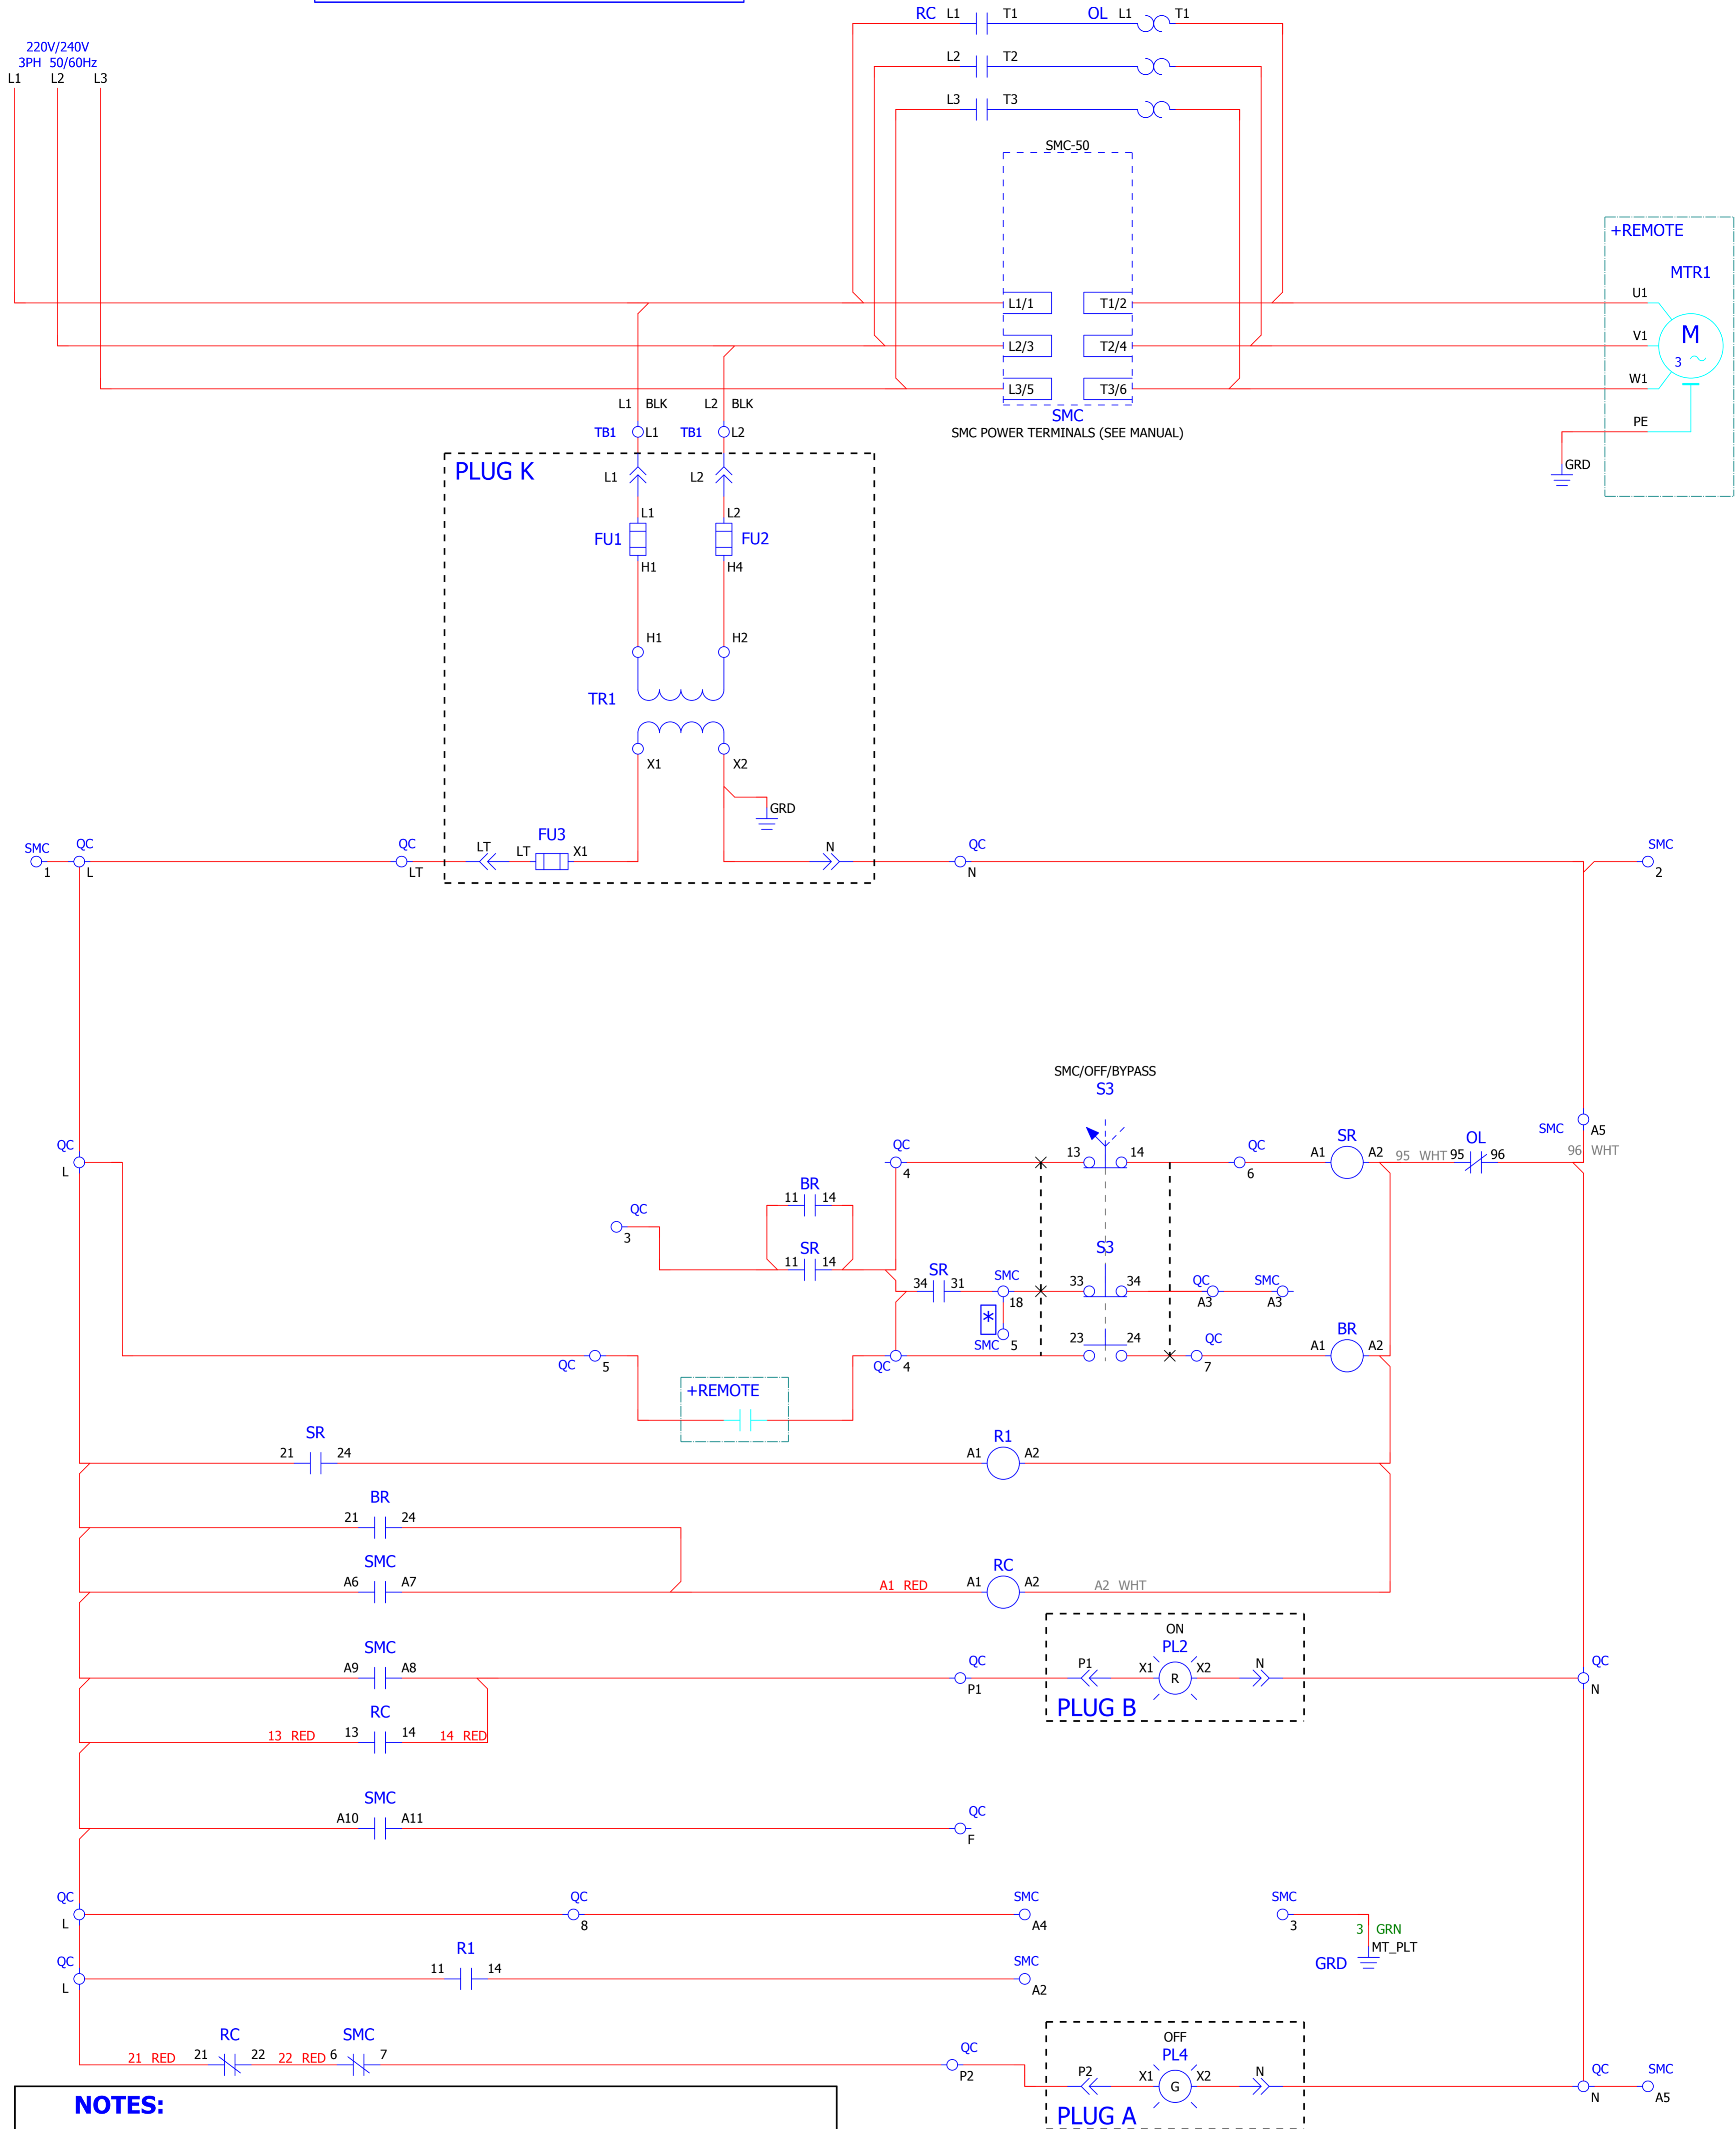 RC L1 T1 OL L1 T1
220V/240V
3PH 50/60Hz
L1 L2 L3
L2 T2
L3 T3
SMC-50
+REMOTE
MTR1
L1/1 T1/2 U1
L2/3 T2/4 V1 M
3
L3/5 T3/6 W1
L1 BLK L2 BLK
SMC
PE
TB1 L1 TB1 L2
SMC POWER TERMINALS (SEE MANUAL)
PLUG K
L1 L2
GRD
L1 L2
FU1 FU2
H1 H4
H1 H2
TR1
X1 X2
GRD
SMC QC QC FU3 QC SMC
LT LT X1 N
1 L LT N 2
SMC/OFF/BYPASS
S3
SMC A5
QC QC 13 14 QC SR OL
A1 A2 95 WHT 95 96 96 WHT
L 4 6
BR
11 14
QC
3
SR S3
11 14
SR SMC QC SMC
34 31 33 34
18 A3 A3
*
SMC 5
23 24 QC BR
A1 A2
QC 5 QC 4 7
+REMOTE
SR R1
21 24 A1 A2
BR
21 24
SMC RC
A6 A7 A1 RED A1 A2 A2 WHT
ON
SMC PL2
A9 A8 QC P1 X1 R X2 N QC
P1 N
RC PLUG B
13 RED 13 14 14 RED
SMC
A10 A11 QC
F
QC QC SMC SMC
L 8 A4 3
3 GRN
MT_PLT
GRD
QC R1 SMC
11 14
L A2
RC SMC OFF
21 RED 21 22 22 RED 6 7 QC PL4
P2 P2 X1 G X2 N QC SMC
N A5
NOTES: PLUG A